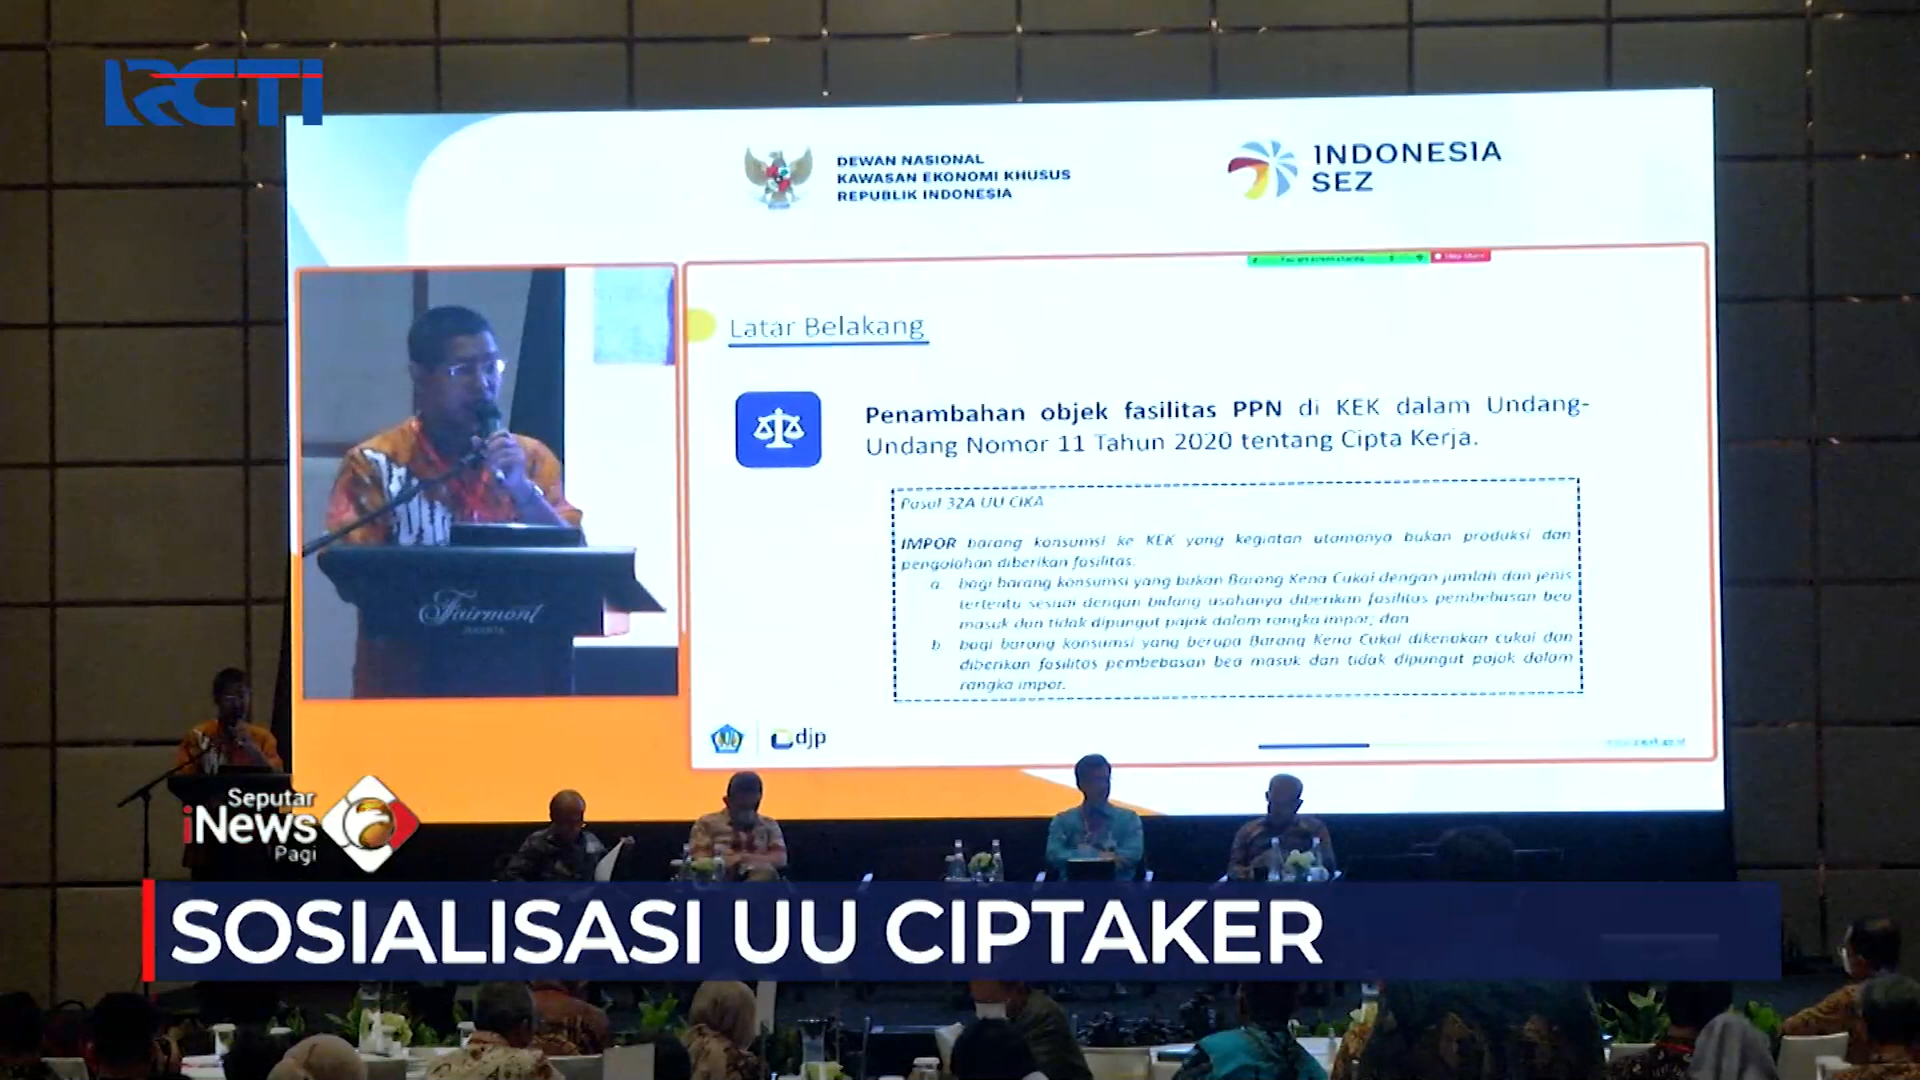 RCTI
DEWAN NASIONAL
KAWASAN EKONOMI KHUSUS
REPUBLIK INDONESIA
INDONESIA
SEZ
Latar Belakang
Penambahan objek fasilitas PPN di KEK dalam Undang-
Undang Nomor 11 Tahun 2020 tentang Cipta Kerja.
Pasal 32A UU CIKA
IMPOR barang konsumsi ke KEK yang kegiatan utamanya bukan produksi dan
pengolahan diberikan fasilitas:
a. bagi barang konsumsi yang bukan Barang Kena Cukai dengan jumlah dan jenis
tertentu sesuai dengan bidang usahanya diberikan fasilitas pembebasan bea
masuk dan tidak dipungut pajak dalam rangka impor; dan
b. bagi barang konsumsi yang berupa Barang Kena Cukai dikenakan cukai dan
diberikan fasilitas pembebasan bea masuk dan tidak dipungut pajak dalam
rangka impor.
Fairmont
JAKARTA
djp
Seputar
iNews
Pagi
SOSIALISASI UU CIPTAKER